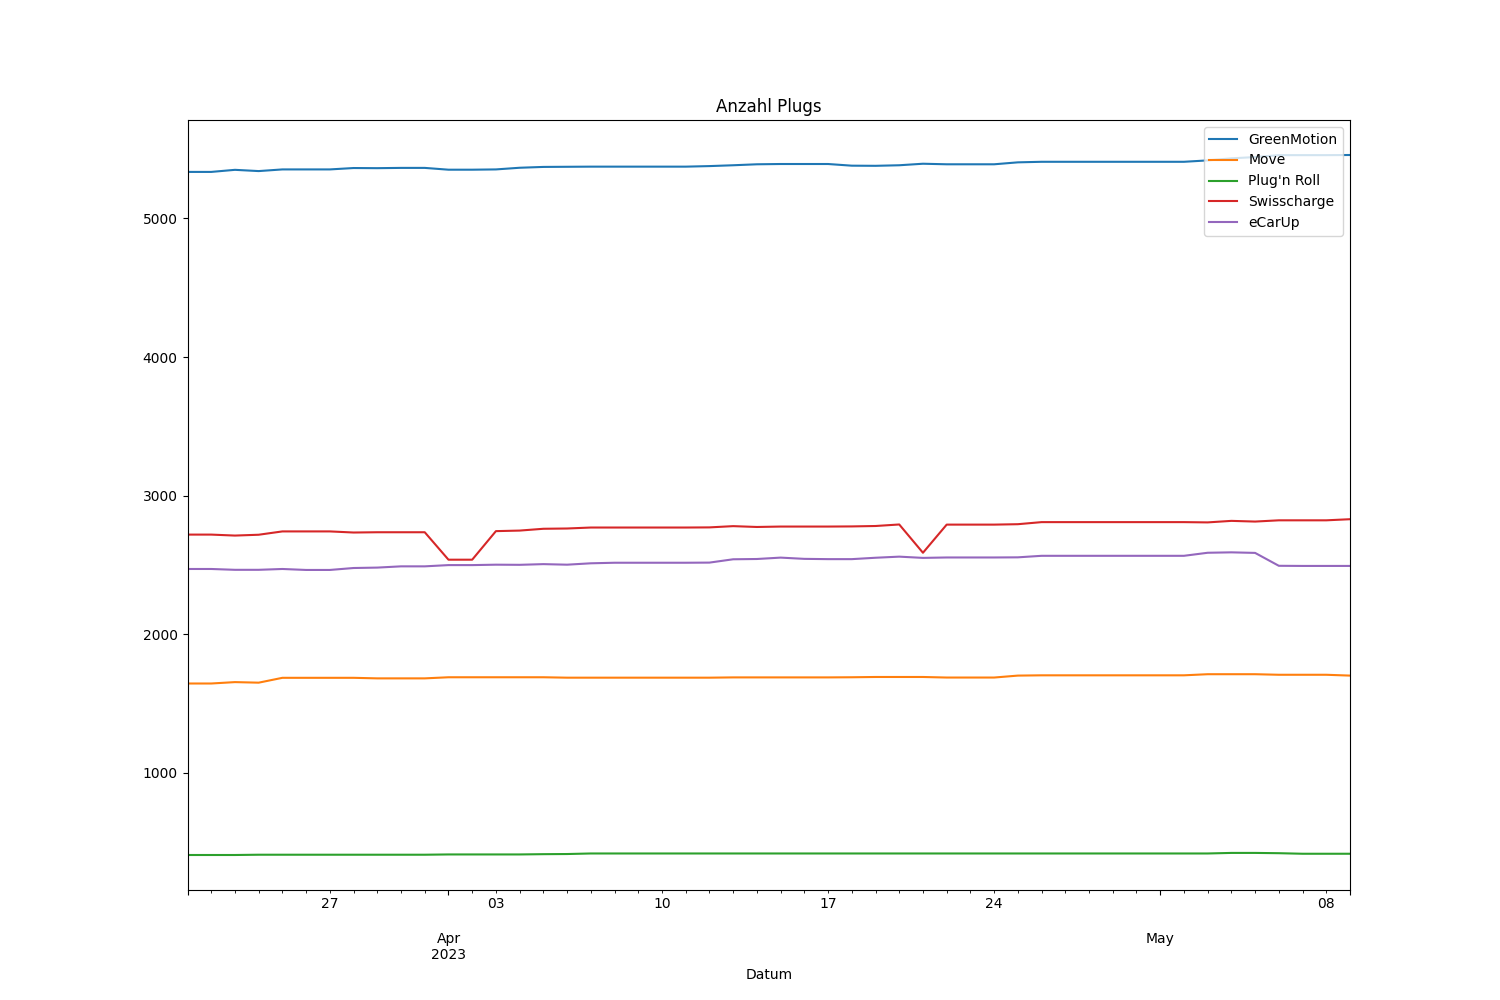 Anzahl Plugs
GreenMotion
Move
Plug'n Roll
Swisscharge
eCarUp
5000
4000
3000
2000
1000
27 03 10 17 24 08
Apr May
2023
Datum